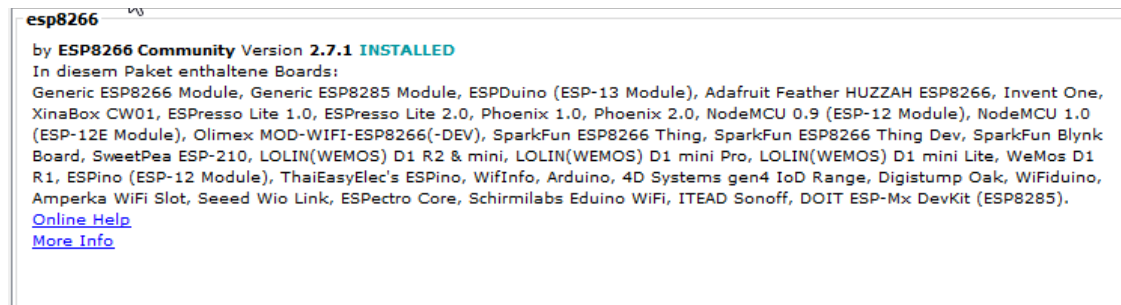 esp8266
by ESP8266 Community Version 2.7.1 INSTALLED
In diesem Paket enthaltene Boards:
Generic ESP8266 Module, Generic ESP8285 Module, ESPDuino (ESP-13 Module), Adafruit Feather HUZZAH ESP8266, Invent One,
XinaBox CW01, ESPresso Lite 1.0, ESPresso Lite 2.0, Phoenix 1.0, Phoenix 2.0, NodeMCU 0.9 (ESP-12 Module), NodeMCU 1.0
(ESP-12E Module), Olimex MOD-WIFI-ESP8266(-DEV), SparkFun ESP8266 Thing, SparkFun ESP8266 Thing Dev, SparkFun Blynk
Board, SweetPea ESP-210, LOLIN(WEMOS) D1 R2 & mini, LOLIN(WEMOS) D1 mini Pro, LOLIN(WEMOS) D1 mini Lite, WeMos D1
R1, ESPino (ESP-12 Module), ThaiEasyElec's ESPino, WifInfo, Arduino, 4D Systems gen4 IoD Range, Digistump Oak, WiFiduino,
Amperka WiFi Slot, Seeed Wio Link, ESPectro Core, Schirmilabs Eduino WiFi, ITEAD Sonoff, DOIT ESP-Mx DevKit (ESP8285).
Online Help
More Info